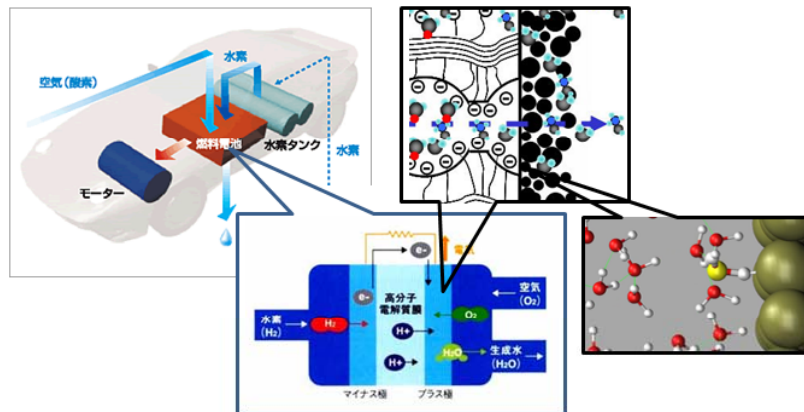 水素
空気(酸素)
燃料電池
水素タンク
水素
モーター
e-
電気
e-
空気
(O₂)
高分子
電解質膜
水素
(H₂)
H₂
O₂
H+
H₂O
生成水
(H₂O)
H+
マイナス極
プラス極